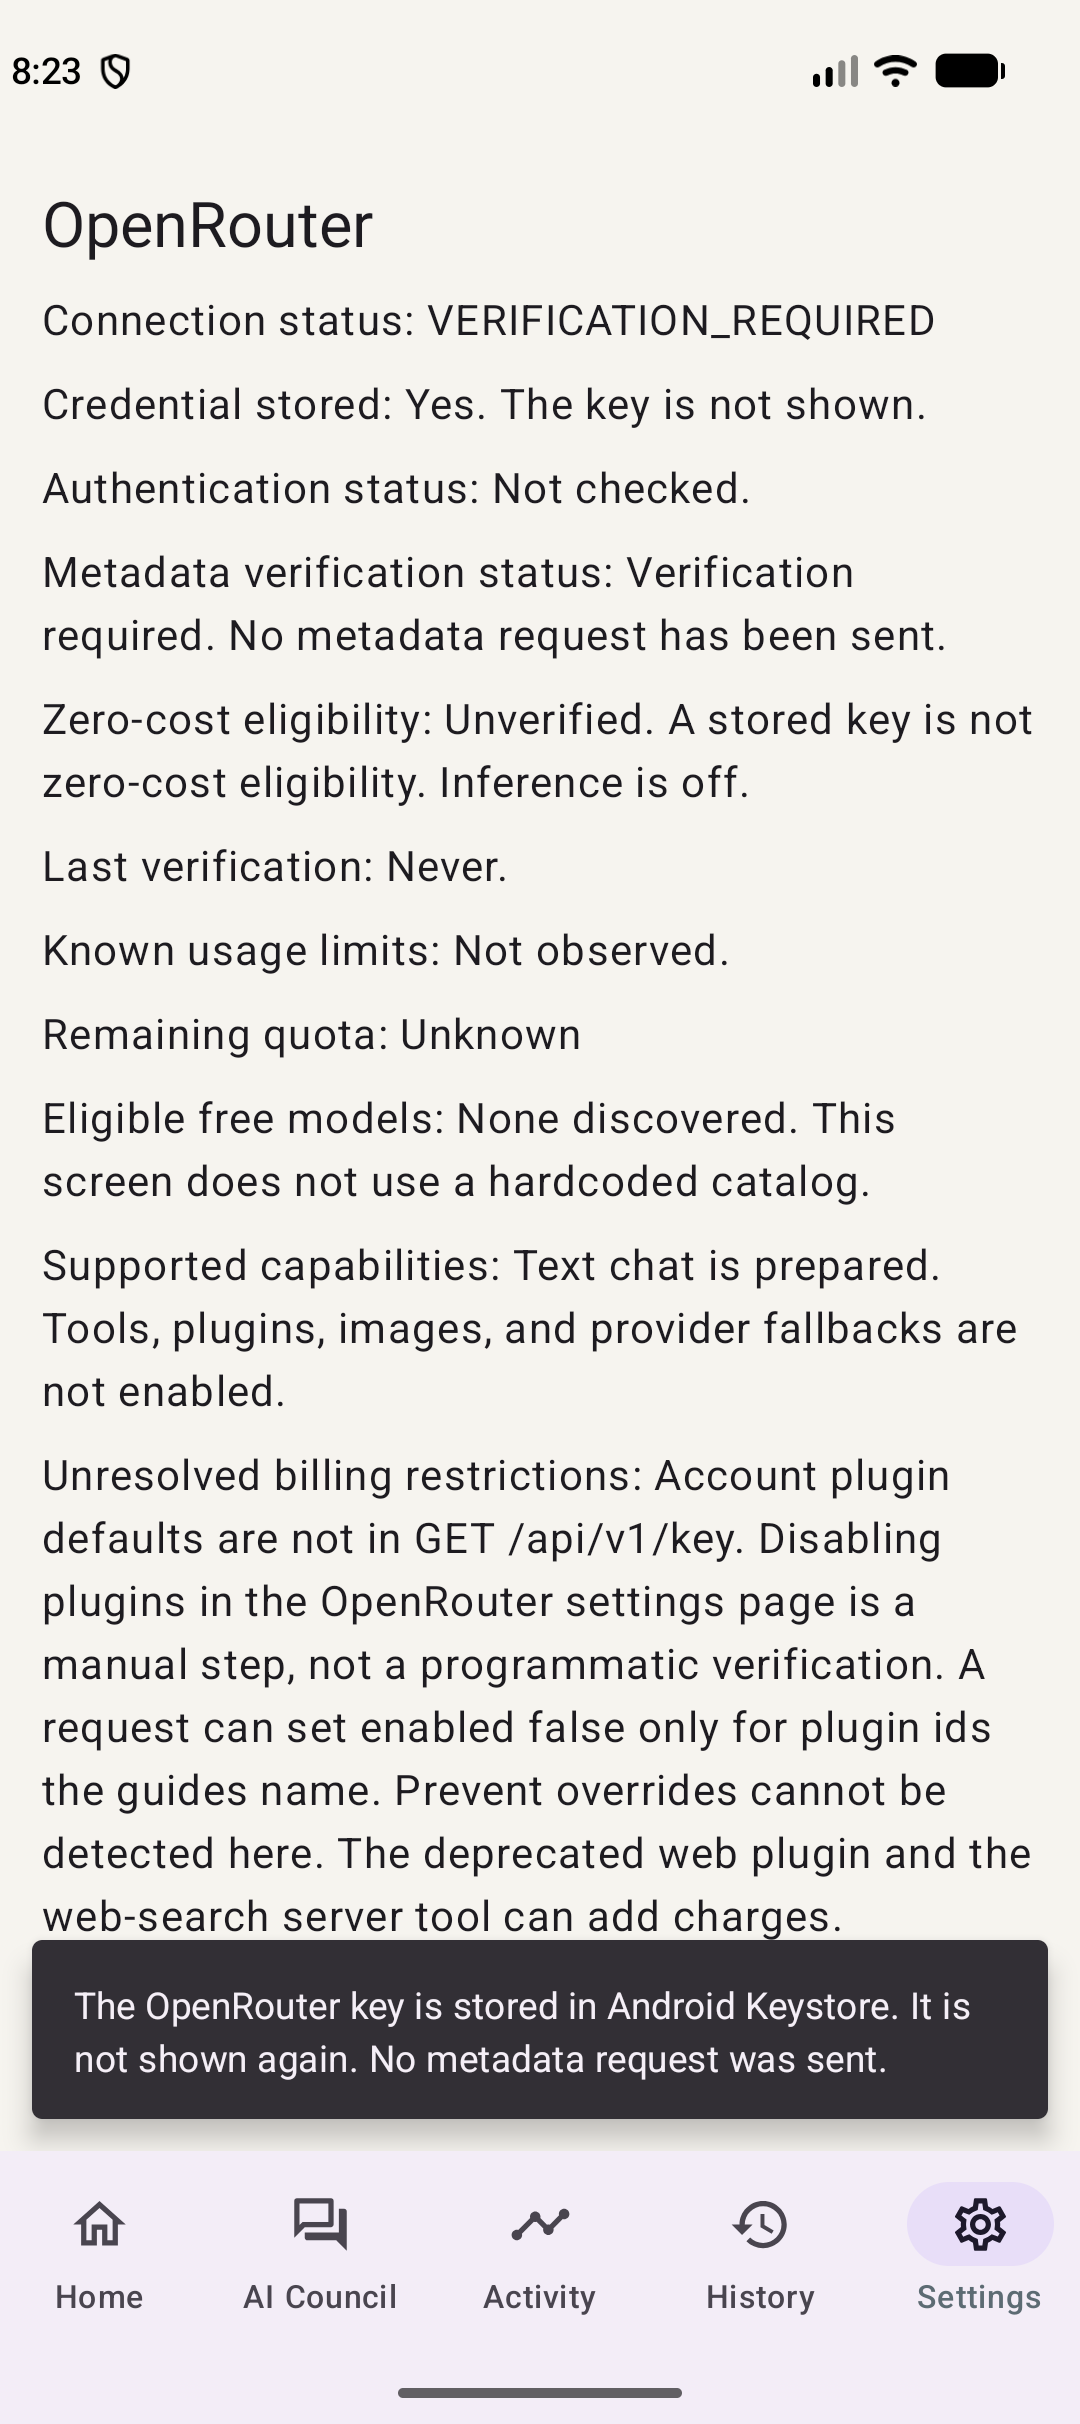 8:23
OpenRouter
Connection status: VERIFICATION_REQUIRED
Credential stored: Yes. The key is not shown.
Authentication status: Not checked.
Metadata verification status: Verification
required. No metadata request has been sent.
Zero-cost eligibility: Unverified. A stored key is not
zero-cost eligibility. Inference is off.
Last verification: Never.
Known usage limits: Not observed.
Remaining quota: Unknown
Eligible free models: None discovered. This
screen does not use a hardcoded catalog.
Supported capabilities: Text chat is prepared.
Tools, plugins, images, and provider fallbacks are
not enabled.
Unresolved billing restrictions: Account plugin
defaults are not in GET /api/v1/key. Disabling
plugins in the OpenRouter settings page is a
manual step, not a programmatic verification. A
request can set enabled false only for plugin ids
the guides name. Prevent overrides cannot be
detected here. The deprecated web plugin and the
web-search server tool can add charges.
The OpenRouter key is stored in Android Keystore. It is
not shown again. No metadata request was sent.
Home
AI Council
Activity
History
Settings